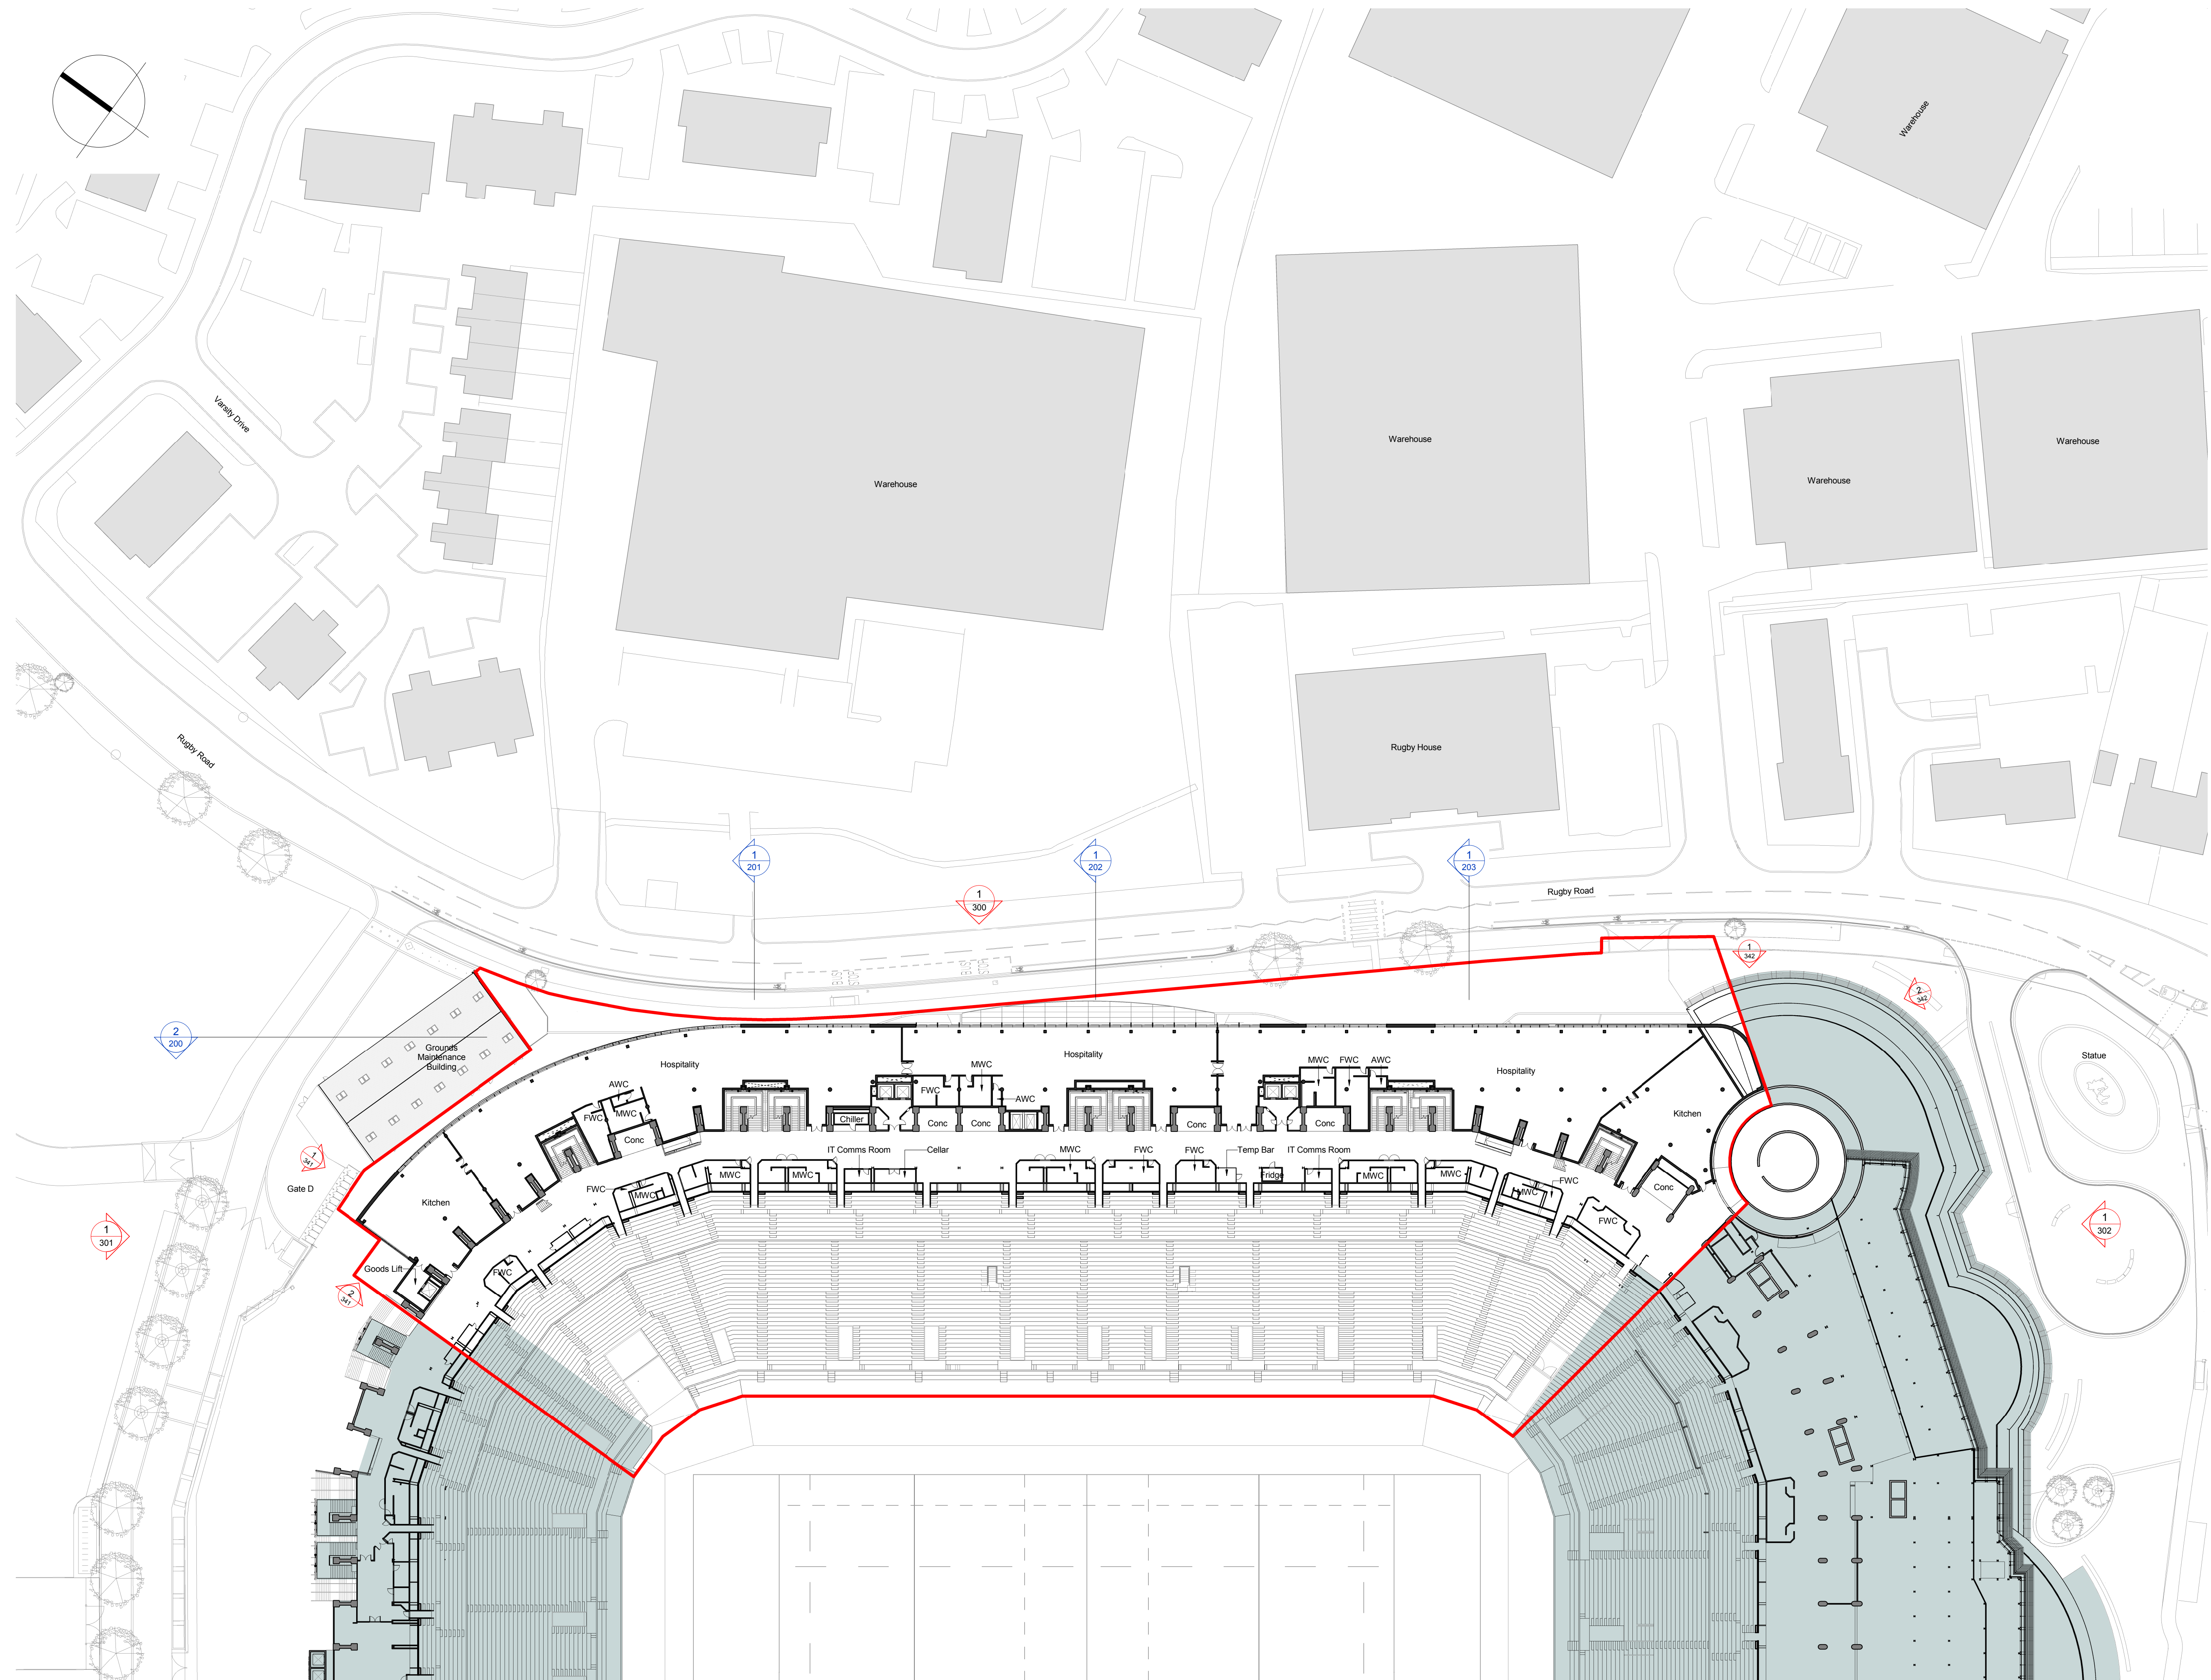 Warehouse
Varsity Drive
Warehouse
Warehouse
Warehouse
Warehouse
Rugby Road
Rugby House
1
201
1
202
1
203
1
300
Rugby Road
1
342
2
342
2
200
Grounds
Maintenance
Building
Hospitality
Hospitality
Hospitality
Statue
MWC
MWC
FWC
AWC
AWC
FWC
MWC
FWC
AWC
Chiller
Conc
Conc
Conc
Conc
Conc
Kitchen
1
341
Gate D
IT Comms Room
Cellar
MWC
FWC
FWC
Temp Bar
IT Comms Room
MWC
MWC
Fridge
MWC
MWC
FWC
MWC
FWC
MWC
Conc
Kitchen
FWC
1
301
1
302
Goods Lift
FWC
2
341